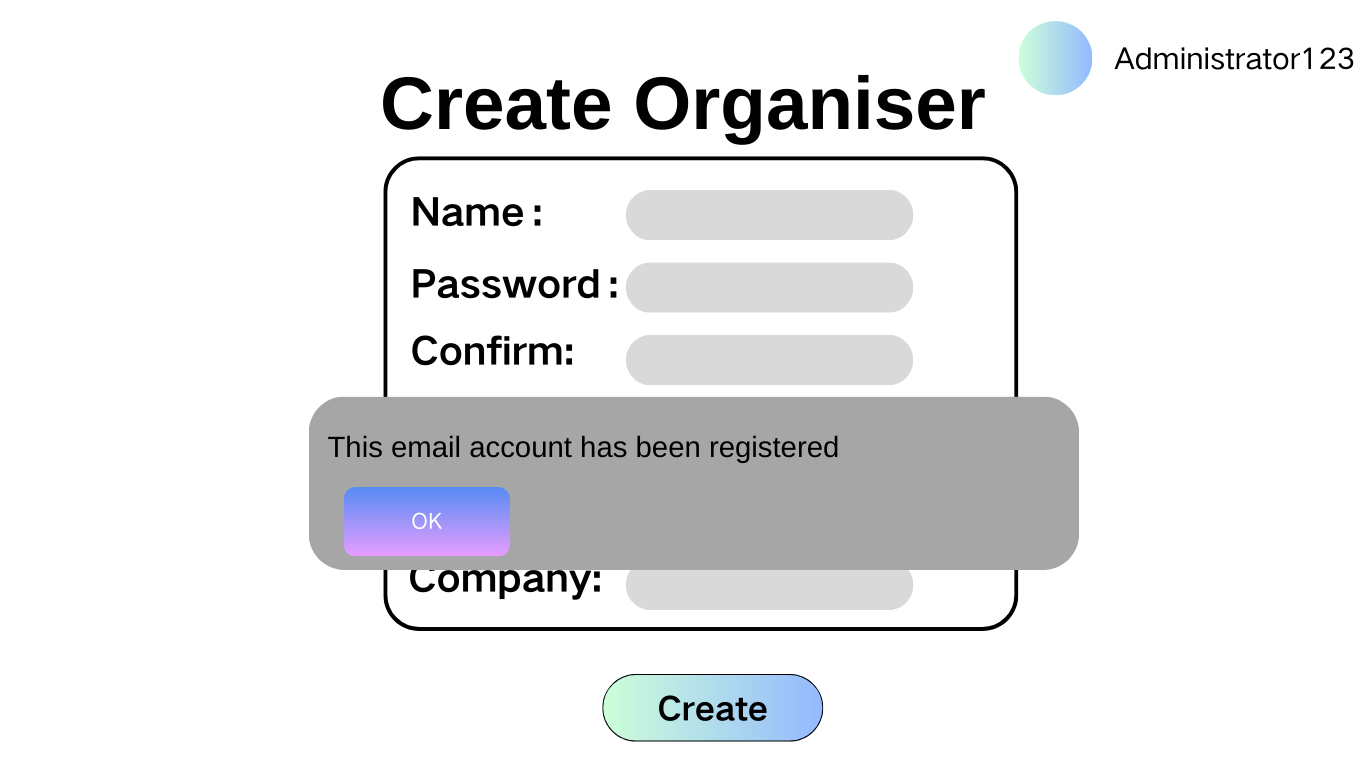 Administrator123
Create Organiser
Name :
Password :
Confirm:
This email account has been registered
OK
Company:
Create